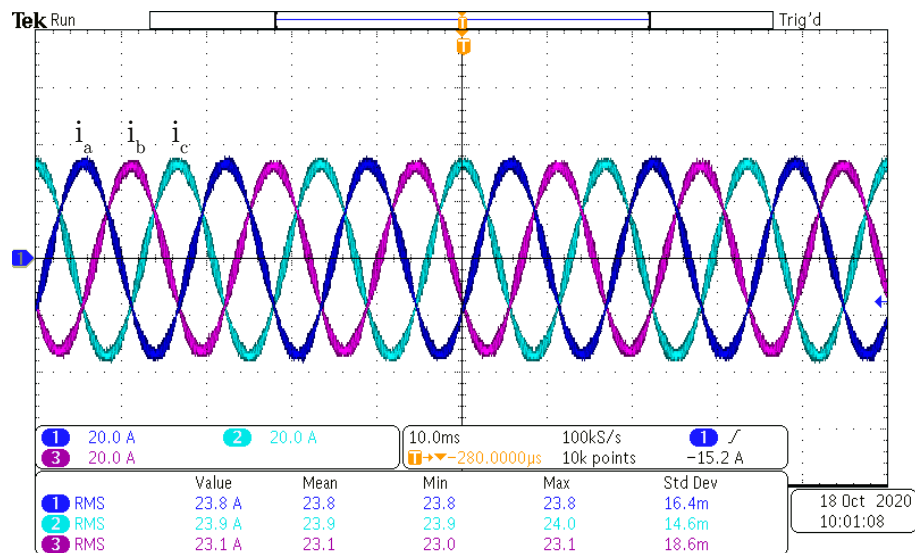 Tek Run Trig'd
T
T
i_a i_b i_c
1
1 20.0 A 2 20.0 A
3 20.0 A
10.0ms 100kS/s 1 ƒ
T→▼−280.0000µs 10k points −15.2 A
Value Mean Min Max Std Dev
1 RMS 23.8 A 23.8 23.8 23.8 16.4m
2 RMS 23.9 A 23.9 23.9 24.0 14.6m
3 RMS 23.1 A 23.1 23.0 23.1 18.6m
18 Oct 2020
10:01:08